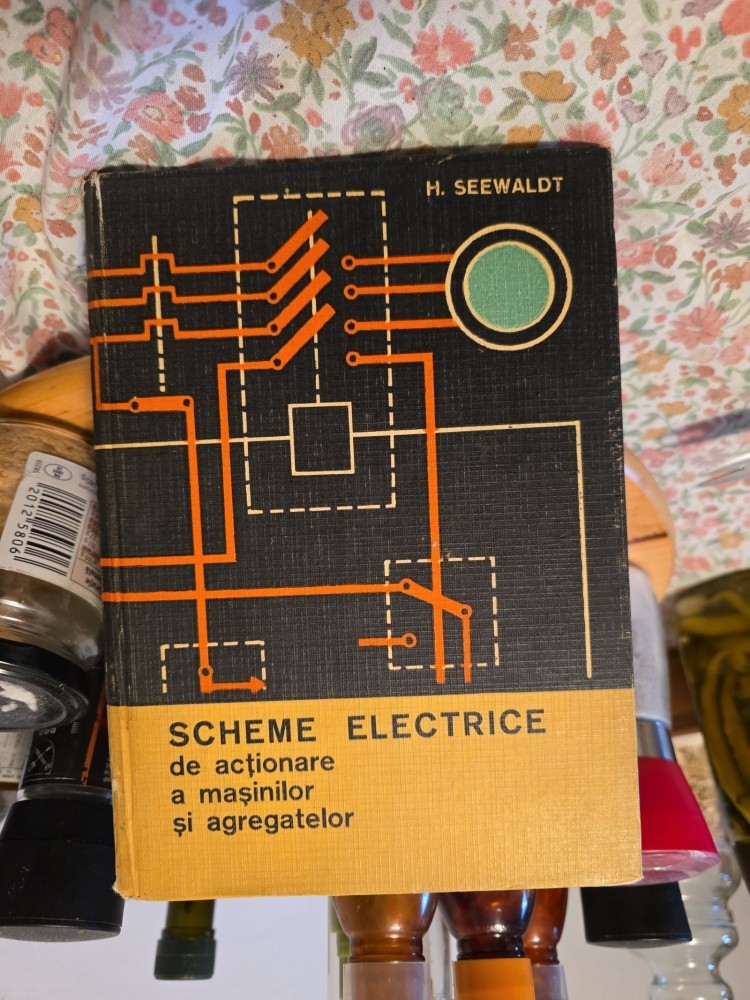 H. SEEWALDT
SCHEME ELECTRICE
de acționare
a mașinilor
și agregatelor